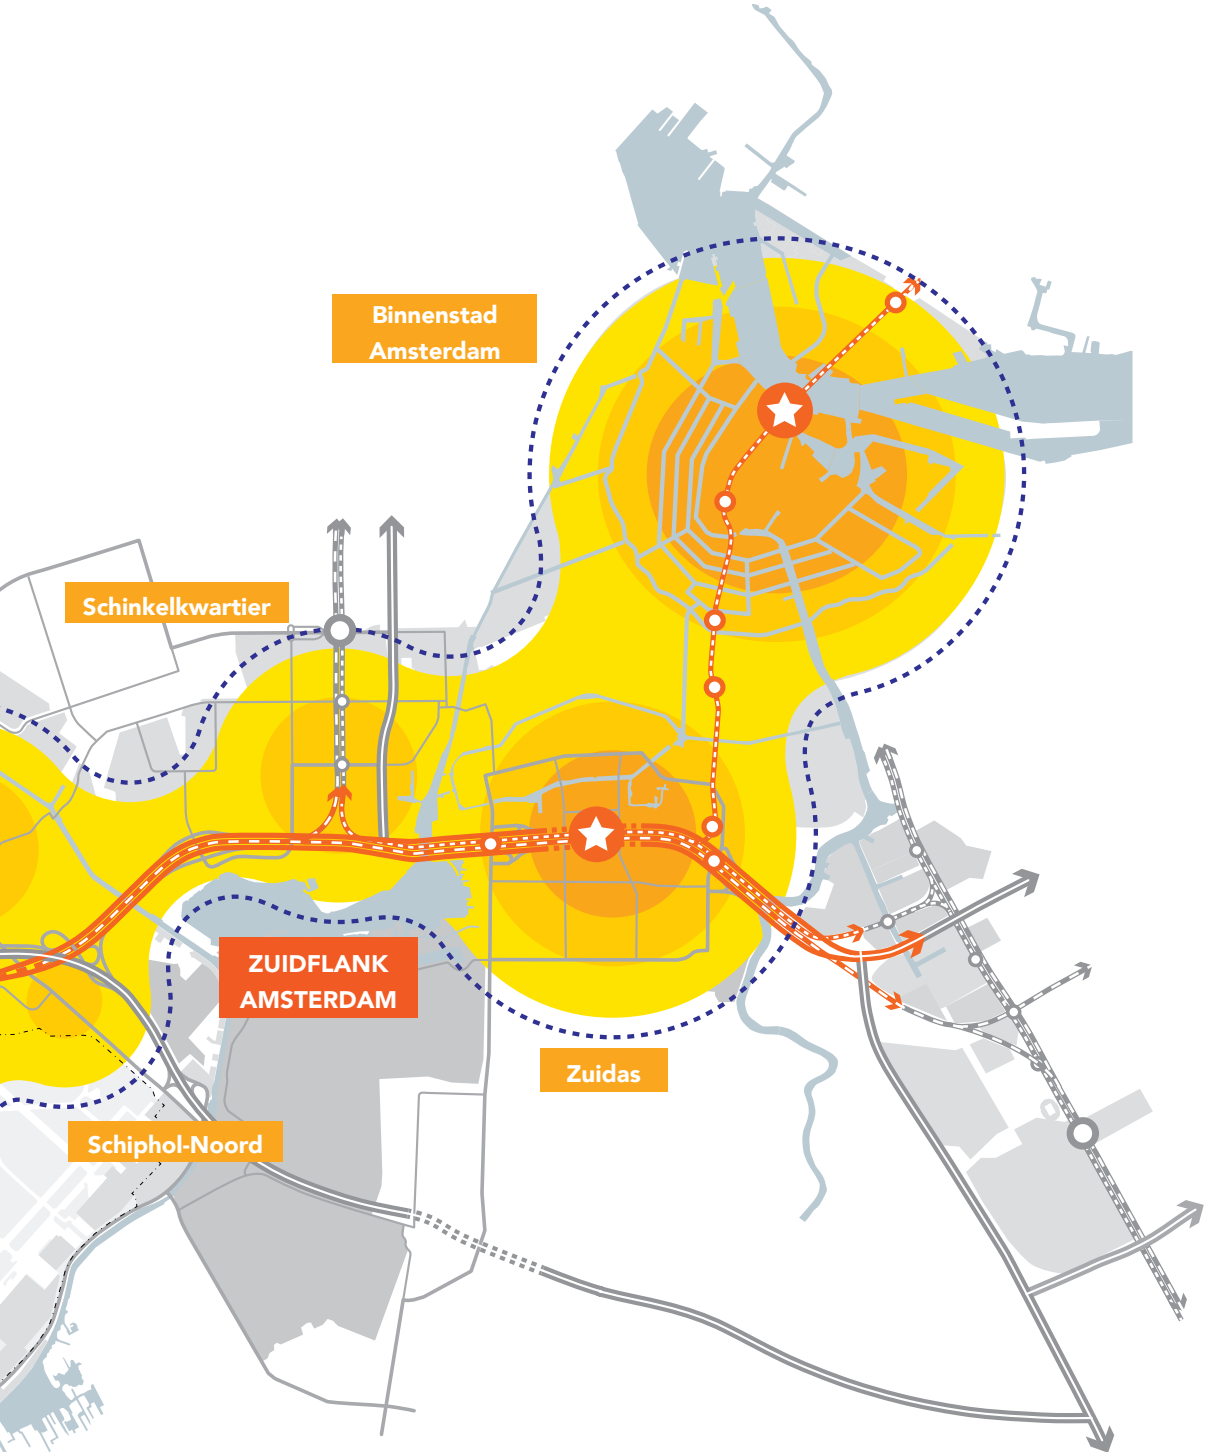 Binnenstad
Amsterdam
Schinkelkwartier
ZUIDFLANK
AMSTERDAM
Zuidas
Schiphol-Noord